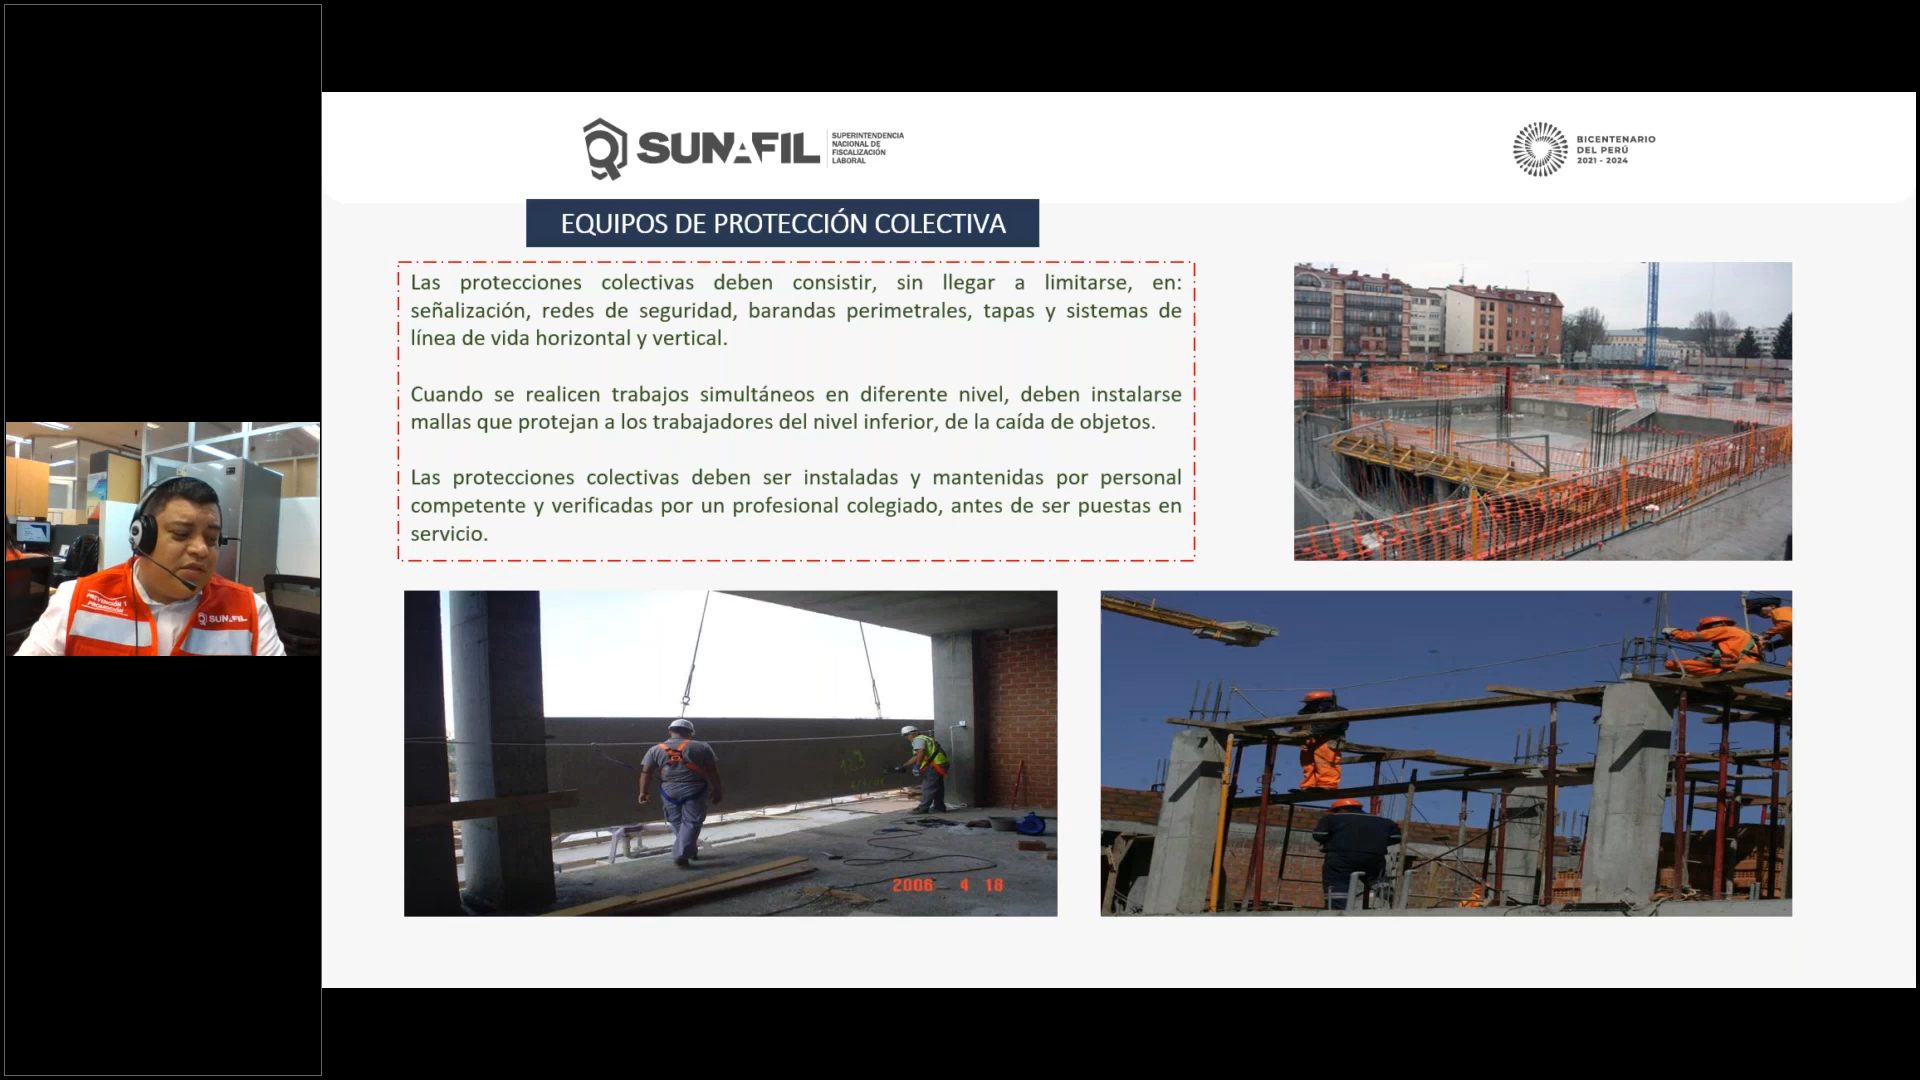 SUNAFIL
SUPERINTENDENCIA
NACIONAL DE
FISCALIZACIÓN
LABORAL
BICENTENARIO
DEL PERÚ
2021 - 2024
EQUIPOS DE PROTECCIÓN COLECTIVA
Las protecciones colectivas deben consistir, sin llegar a limitarse, en:
señalización, redes de seguridad, barandas perimetrales, tapas y sistemas de
línea de vida horizontal y vertical.
Cuando se realicen trabajos simultáneos en diferente nivel, deben instalarse
mallas que protejan a los trabajadores del nivel inferior, de la caída de objetos.
Las protecciones colectivas deben ser instaladas y mantenidas por personal
competente y verificadas por un profesional colegiado, antes de ser puestas en
servicio.
PREVENCIÓN Y
PROMOCIÓN
SUNAFIL
2006 4 18